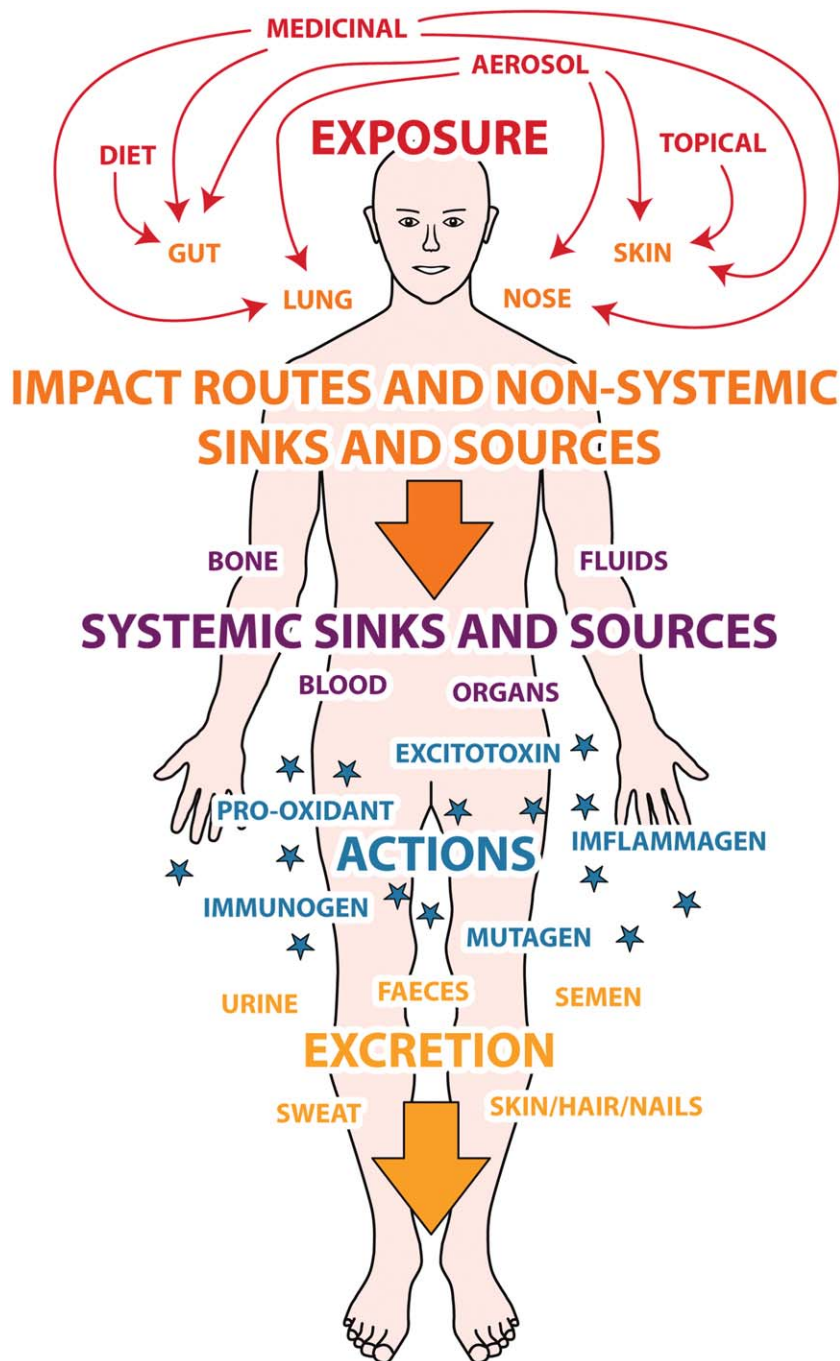 MEDICINAL
AEROSOL
EXPOSURE
DIET
TOPICAL
GUT
SKIN
LUNG
NOSE
IMPACT ROUTES AND NON-SYSTEMIC
SINKS AND SOURCES
BONE
FLUIDS
SYSTEMIC SINKS AND SOURCES
BLOOD
ORGANS
EXCITOTOXIN
PRO-OXIDANT
IMFLAMMAGEN
ACTIONS
IMMUNOGEN
MUTAGEN
URINE
FAECES
SEMEN
EXCRETION
SWEAT
SKIN/HAIR/NAILS